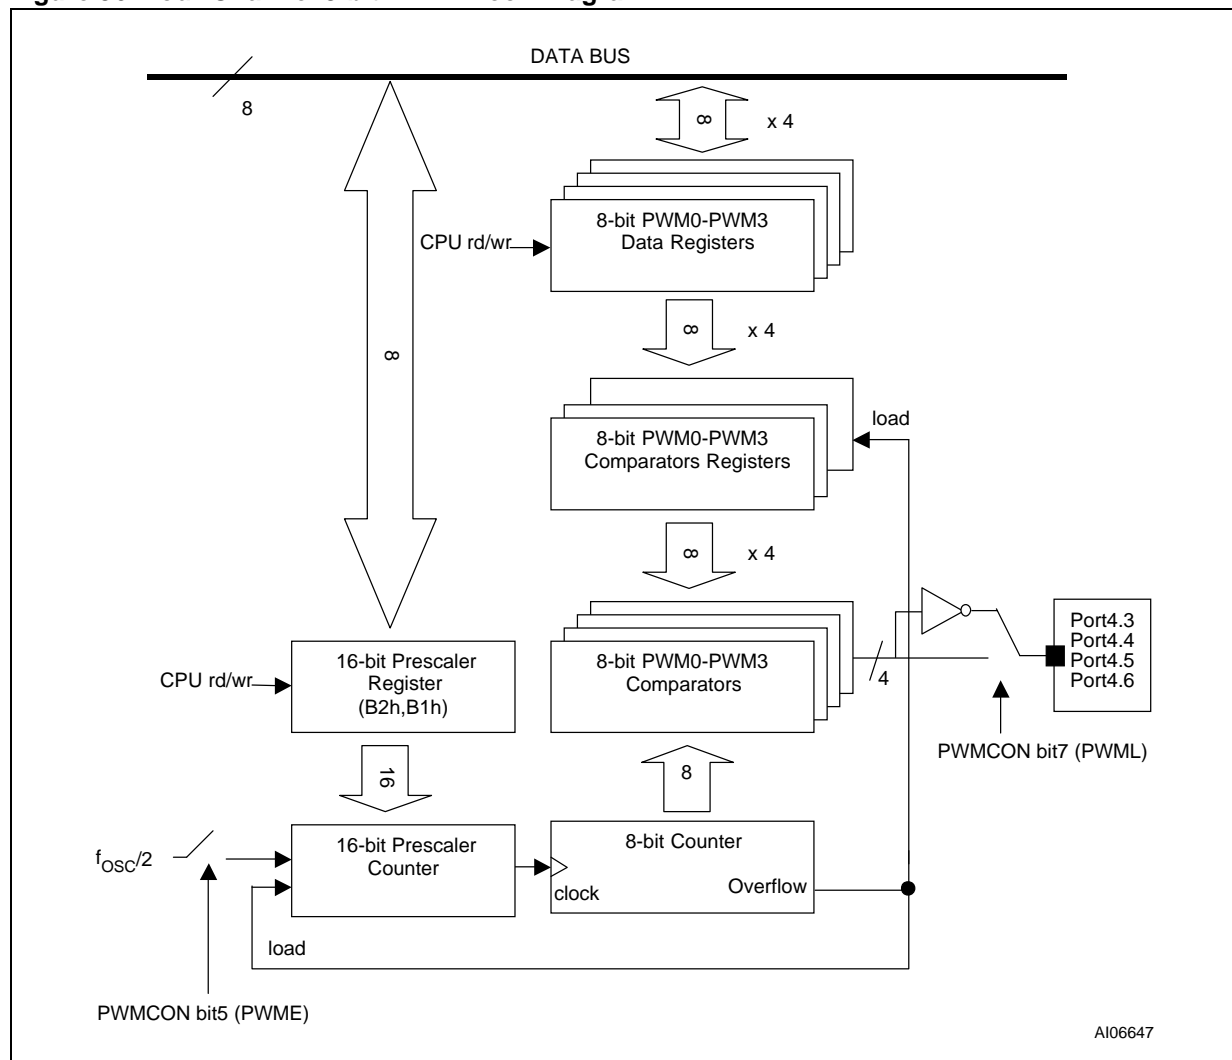 DATA BUS
8
8
x 4
8-bit PWM0-PWM3
Data Registers
CPU rd/wr
8
x 4
8
8-bit PWM0-PWM3
Comparators Registers
load
8
x 4
16-bit Prescaler
Register
(B2h,B1h)
CPU rd/wr
8-bit PWM0-PWM3
Comparators
4
Port4.3
Port4.4
Port4.5
Port4.6
PWMCON bit7 (PWML)
16
8
fOSC/2
16-bit Prescaler
Counter
8-bit Counter
clock
Overflow
load
PWMCON bit5 (PWME)
AI06647